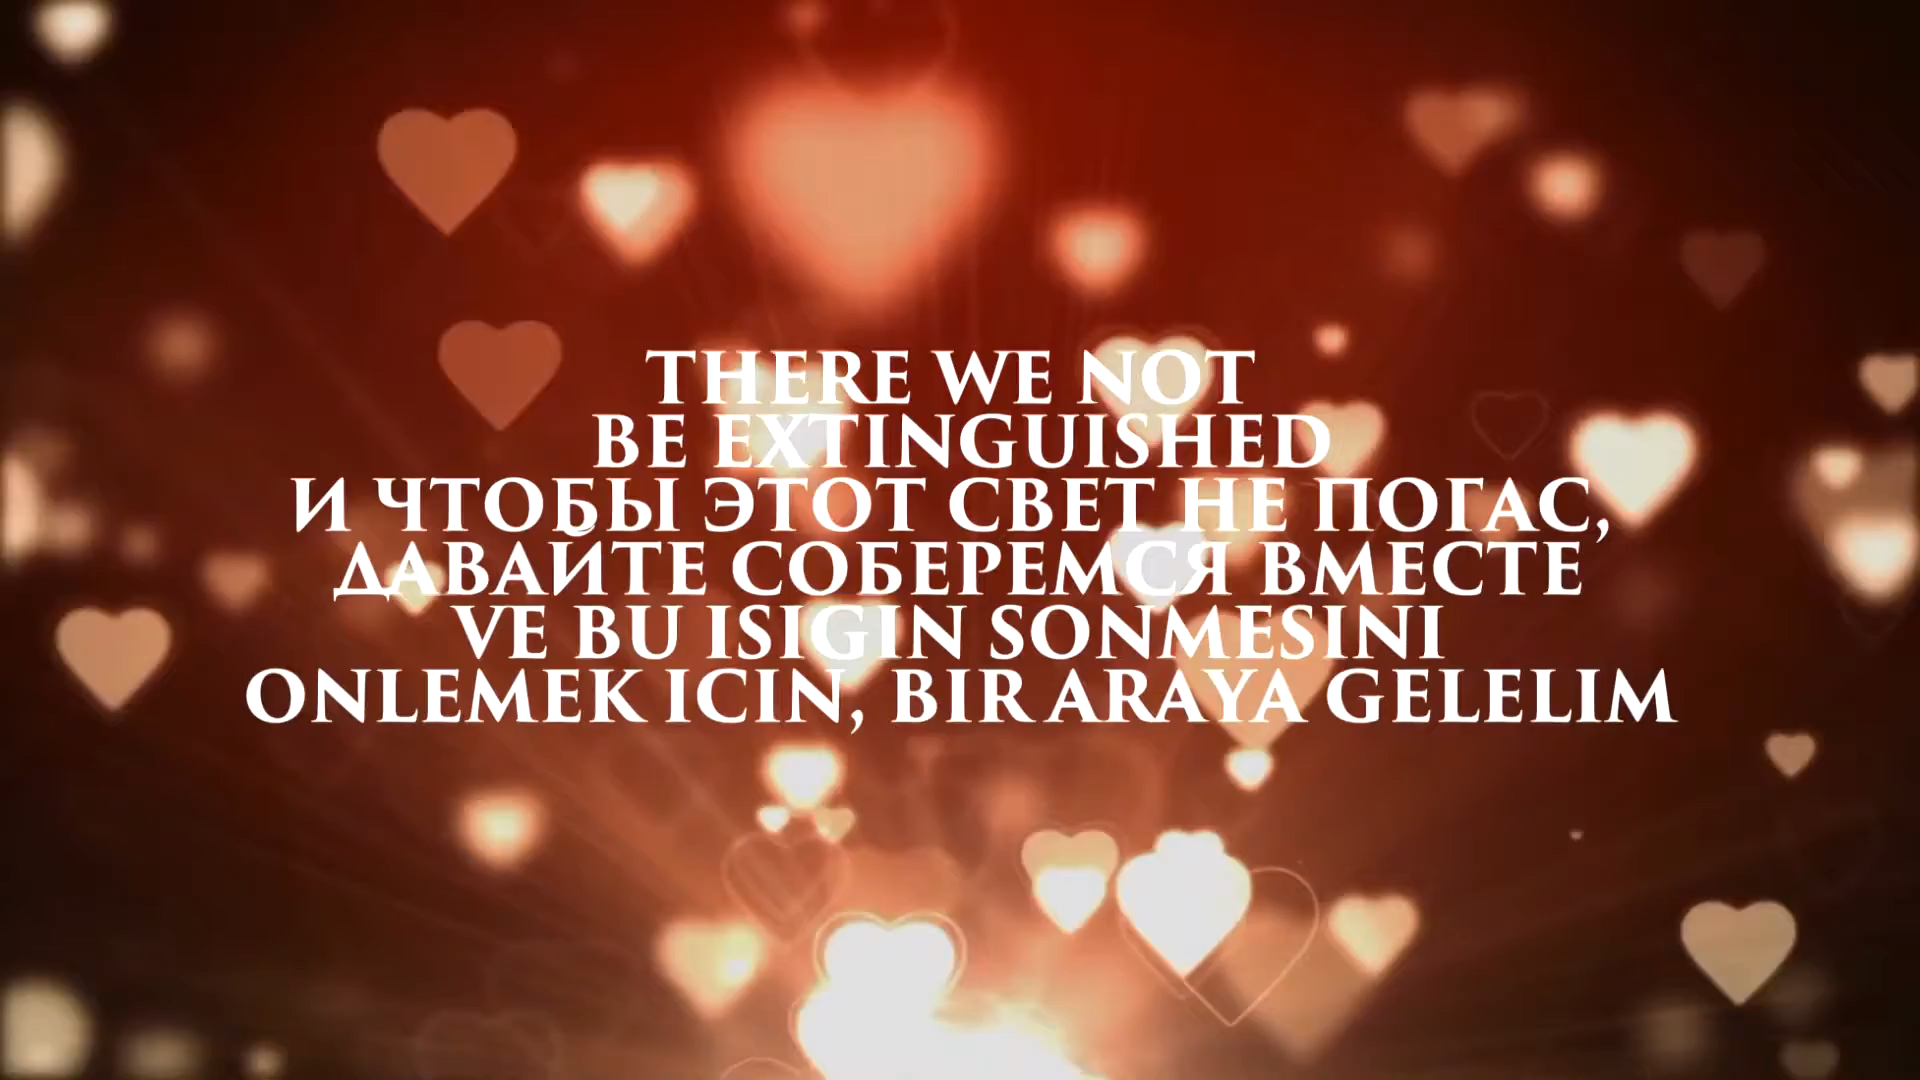 THERE WE NOT
BE EXTINGUISHED
И ЧТОБЫ ЭТОТ СВЕТ НЕ ПОГАС,
ДАВАЙТЕ СОБЕРЕМСЯ ВМЕСТЕ
VE BU ISIGIN SONMESINI
ONLEMEK ICIN, BIR ARAYA GELELIM